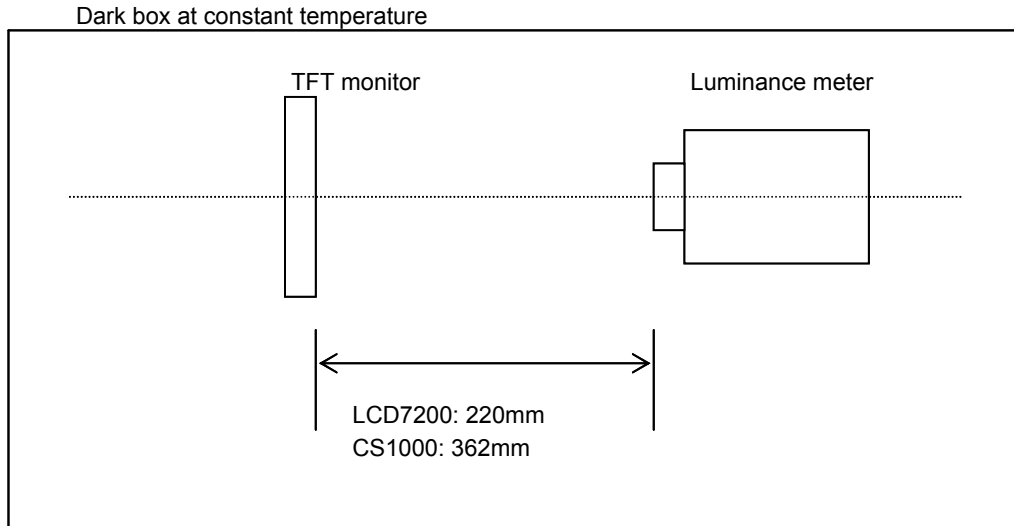 Dark box at constant temperature
TFT monitor
Luminance meter
LCD7200: 220mm
CS1000: 362mm